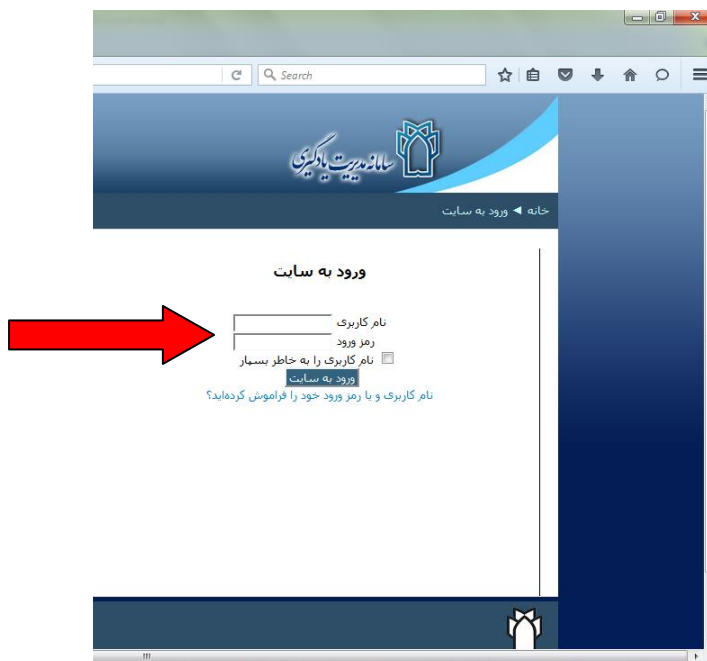 Search
سامانه مدیریت یادگیری
خانه ◄ ورود به سایت
ورود به سایت
نام کاربری
رمز ورود
نام کاربری را به خاطر بسپار
ورود به سایت
نام کاربری و یا رمز ورود خود را فراموش کرده‌اید؟